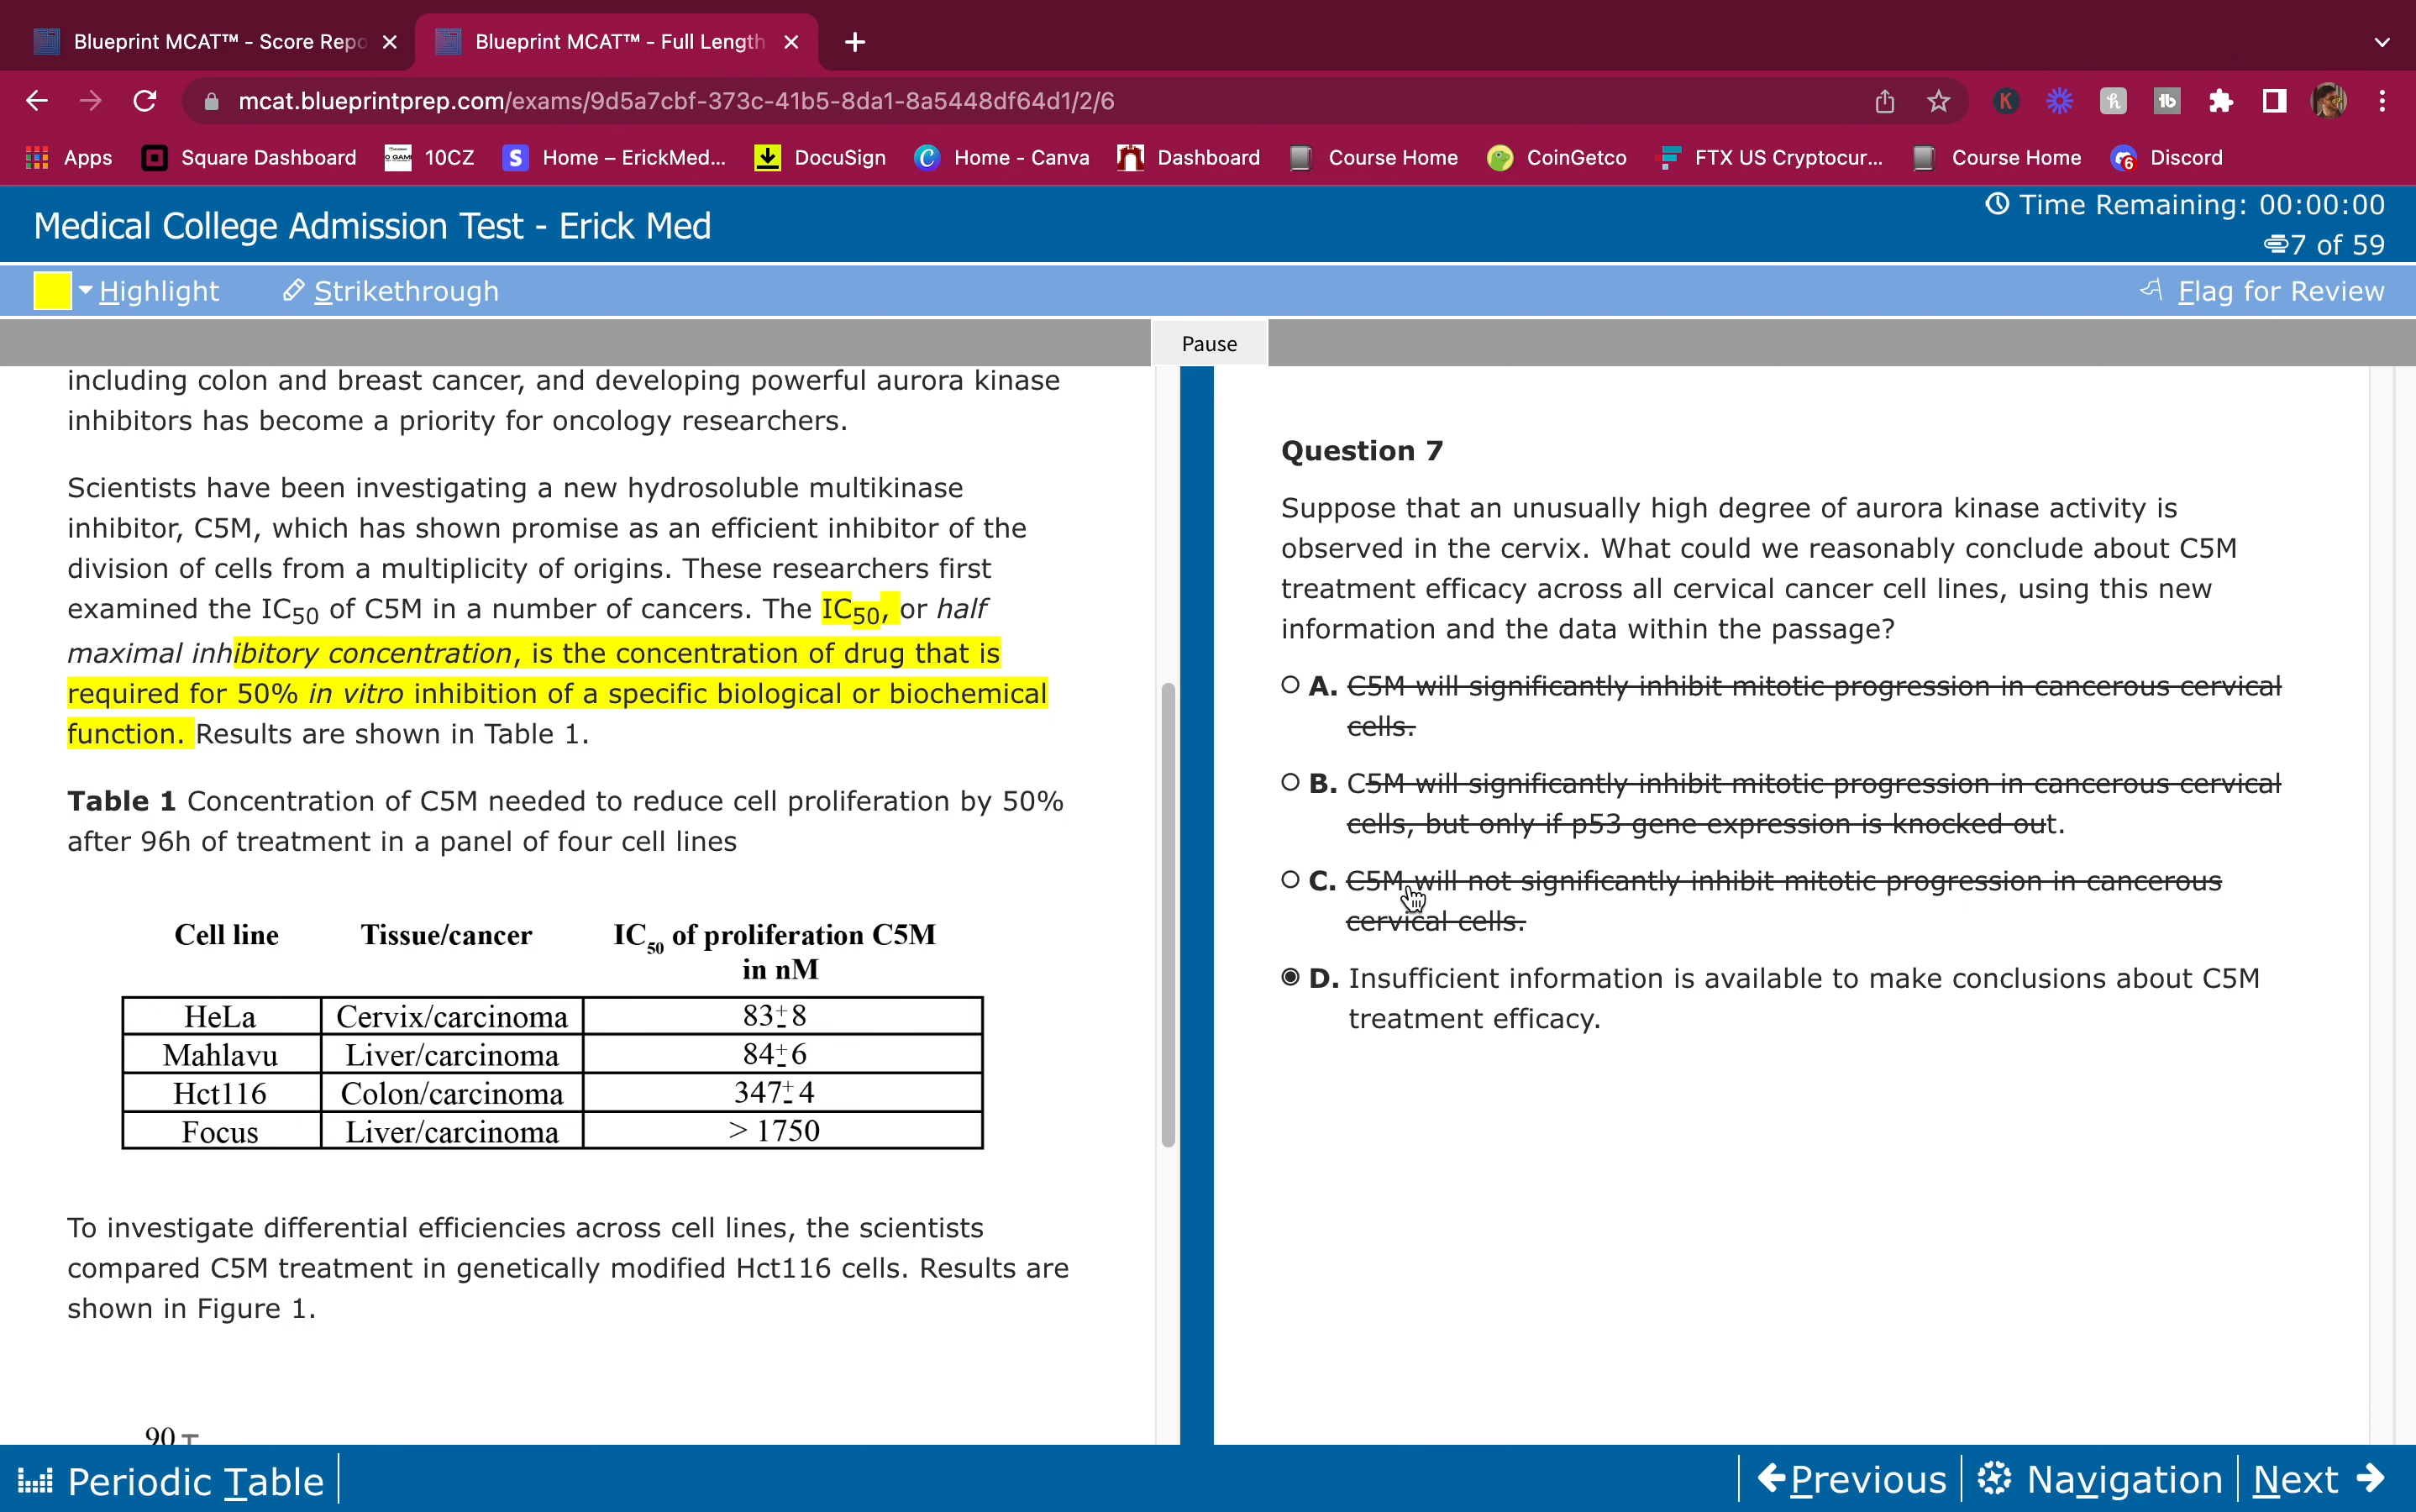 Blueprint MCAT™ - Score Repo
Blueprint MCAT™ - Full Length
mcat.blueprintprep.com/exams/9d5a7cbf-373c-41b5-8da1-8a5448df64d1/2/6
Apps Square Dashboard 10CZ Home – ErickMed... DocuSign Home - Canva Dashboard Course Home CoinGetco FTX US Cryptocur... Course Home Discord
Medical College Admission Test - Erick Med
Time Remaining: 00:00:00
7 of 59
Highlight Strikethrough Flag for Review
Pause
including colon and breast cancer, and developing powerful aurora kinase
inhibitors has become a priority for oncology researchers.
Scientists have been investigating a new hydrosoluble multikinase
inhibitor, C5M, which has shown promise as an efficient inhibitor of the
division of cells from a multiplicity of origins. These researchers first
examined the IC50 of C5M in a number of cancers. The IC50, or half
maximal inhibitory concentration, is the concentration of drug that is
required for 50% in vitro inhibition of a specific biological or biochemical
function. Results are shown in Table 1.
Table 1 Concentration of C5M needed to reduce cell proliferation by 50%
after 96h of treatment in a panel of four cell lines
Cell line Tissue/cancer IC50 of proliferation C5M
in nM
HeLa Cervix/carcinoma 83±8
Mahlavu Liver/carcinoma 84±6
Hct116 Colon/carcinoma 347±4
Focus Liver/carcinoma > 1750
To investigate differential efficiencies across cell lines, the scientists
compared C5M treatment in genetically modified Hct116 cells. Results are
shown in Figure 1.
90
Question 7
Suppose that an unusually high degree of aurora kinase activity is
observed in the cervix. What could we reasonably conclude about C5M
treatment efficacy across all cervical cancer cell lines, using this new
information and the data within the passage?
A. C5M will significantly inhibit mitotic progression in cancerous cervical
cells.
B. C5M will significantly inhibit mitotic progression in cancerous cervical
cells, but only if p53 gene expression is knocked out.
C. C5M will not significantly inhibit mitotic progression in cancerous
cervical cells.
D. Insufficient information is available to make conclusions about C5M
treatment efficacy.
Periodic Table Previous Navigation Next